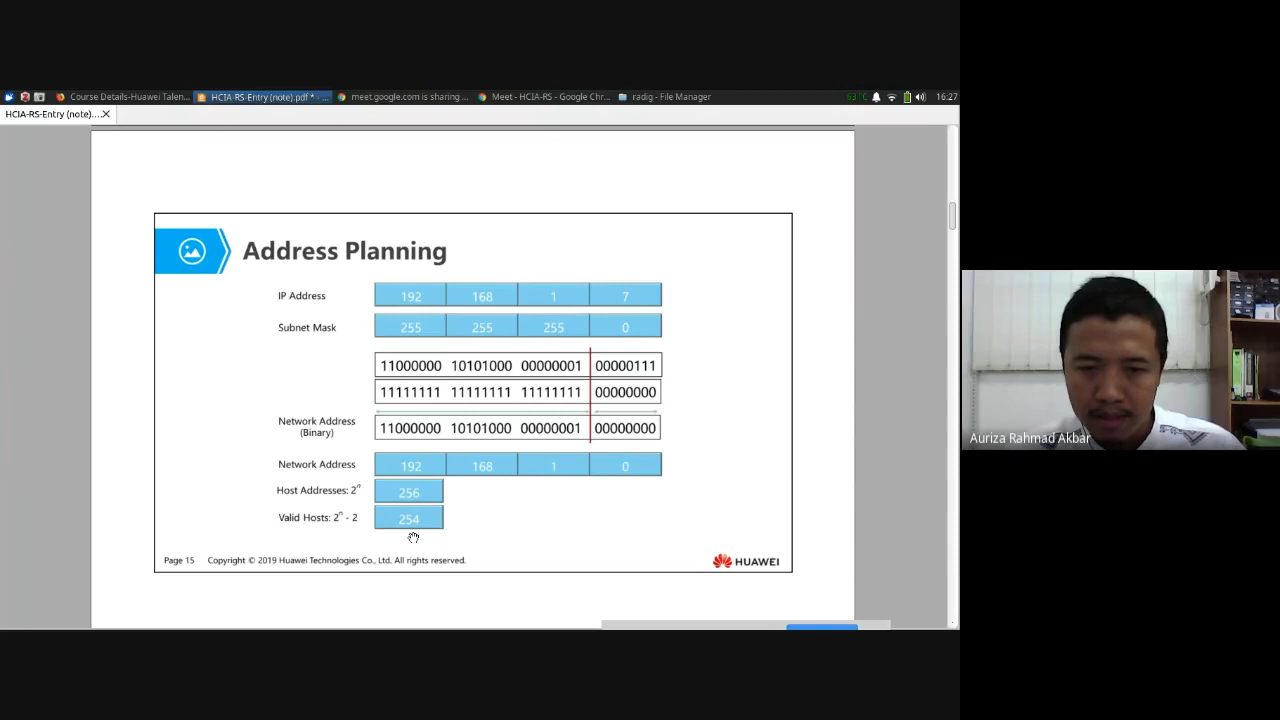 Course Details-Huawei Talen... HCIA-RS-Entry (note).pdf * - ... meet.google.com is sharing ... Meet - HCIA-RS - Google Chr... radig - File Manager 63°C 16:27
HCIA-RS-Entry (note)....
Address Planning
IP Address 192 168 1 7
Subnet Mask 255 255 255 0
11000000 10101000 00000001 00000111
11111111 11111111 11111111 00000000
Network Address
(Binary) 11000000 10101000 00000001 00000000
Network Address 192 168 1 0
Host Addresses: 2ⁿ 256
Valid Hosts: 2ⁿ - 2 254
Page 15 Copyright © 2019 Huawei Technologies Co., Ltd. All rights reserved. HUAWEI
Auriza Rahmad Akbar